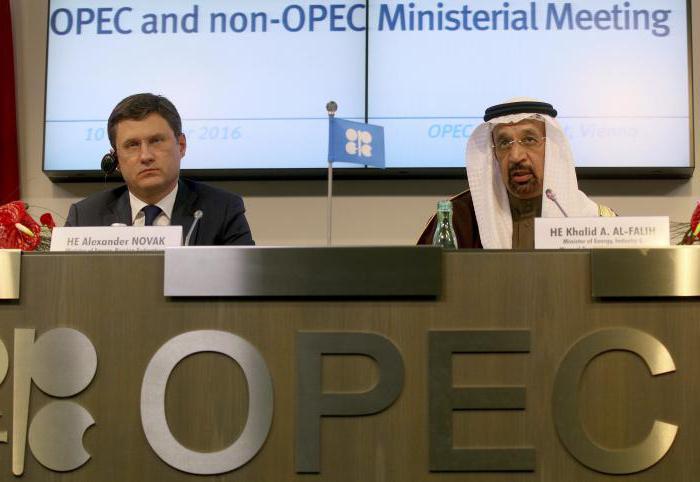 OPEC and non-OPEC Ministerial Meeting
10
2016
OPEC
Vienna
HE Alexander NOVAK
HE Khalid A. AL-FALIH
Minister of Energy, Industry &
OPEC